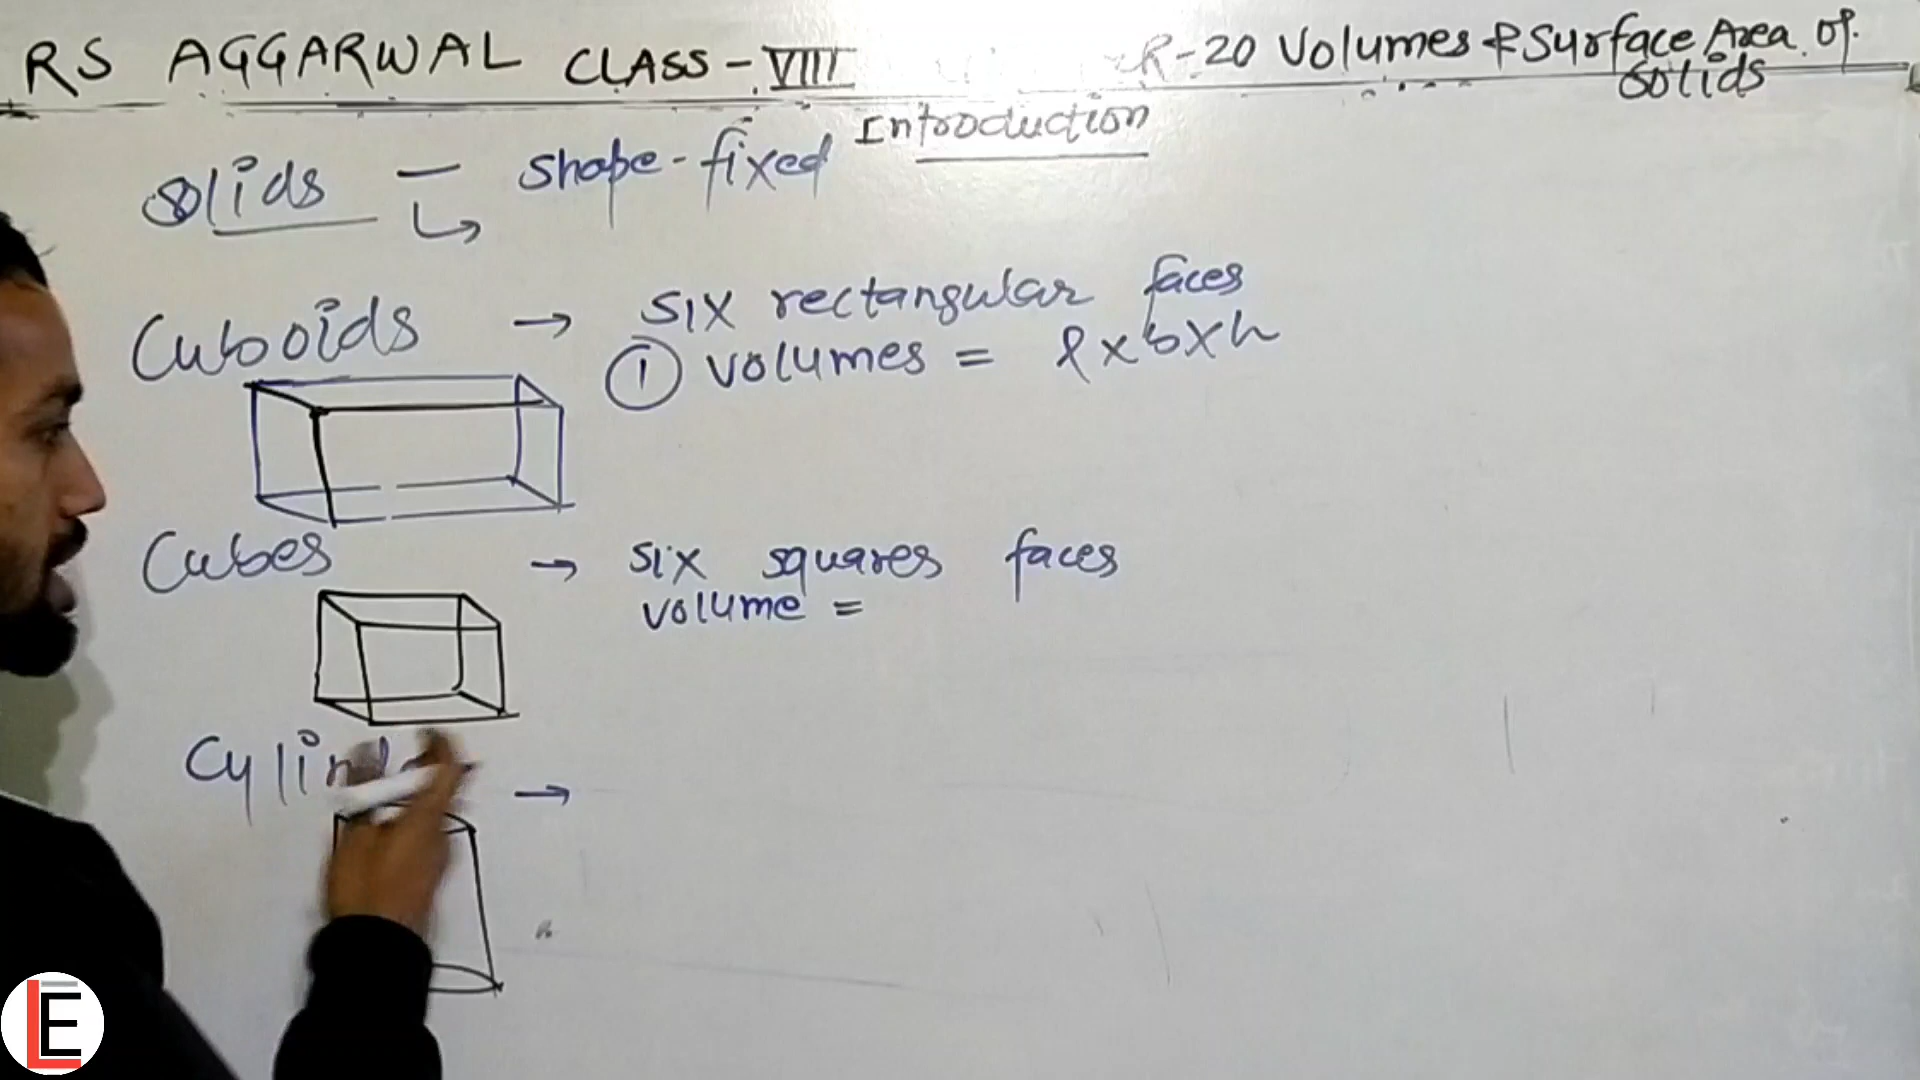 RS AGGARWAL CLASS - VIII R-20 Volumes & Surface Area of
Solids
Introduction
Solids — shape-fixed
Cuboids → six rectangular faces
① volumes = l×b×h
Cubes → six squares faces
volume =
→
LE